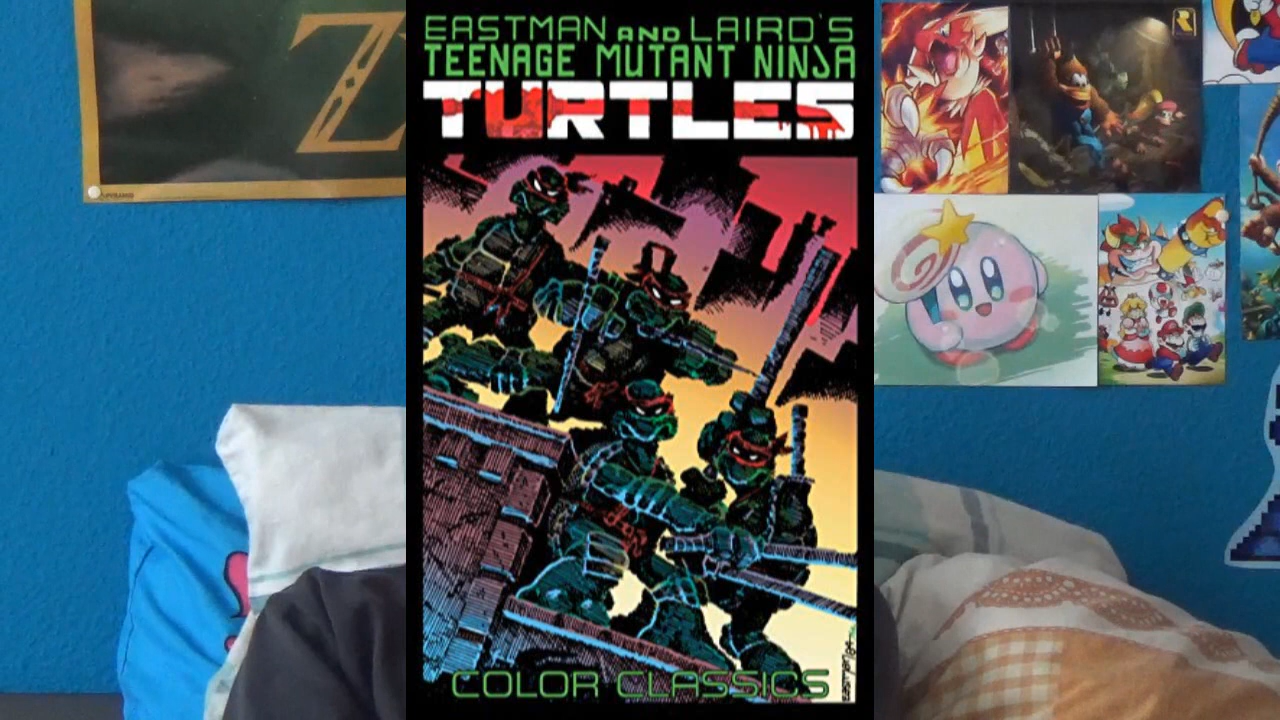 EASTMAN AND LAIRD'S
TEENAGE MUTANT NINJA
TURTLES
COLOR CLASSICS
Z
R